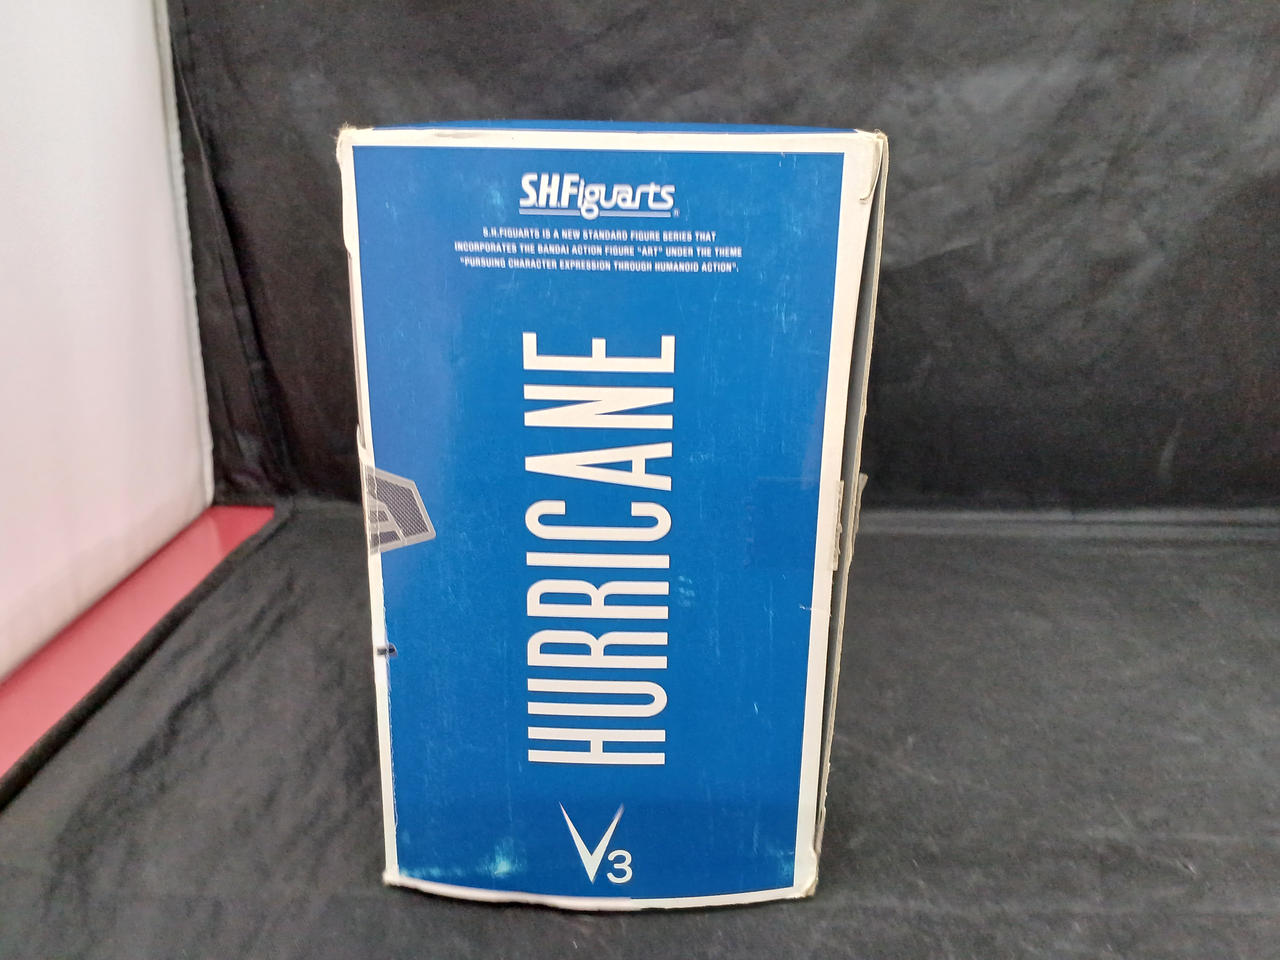 S.H.Figuarts
S.H.FIGUARTS IS A NEW STANDARD FIGURE SERIES THAT
INCORPORATES THE BANDAI ACTION FIGURE "ART" UNDER THE THEME
"PURSUING CHARACTER EXPRESSION THROUGH HUMANOID ACTION".
HURRICANE
V3